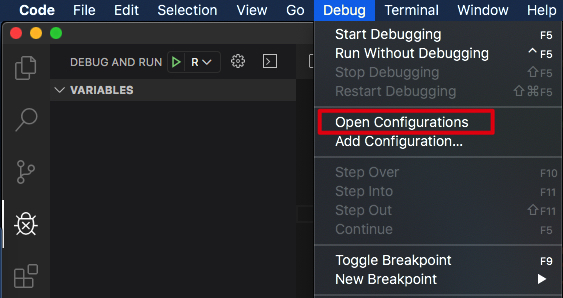 Code File Edit Selection View Go Debug Terminal Window Help
DEBUG AND RUN R
VARIABLES
Start Debugging F5
Run Without Debugging ^F5
Stop Debugging ⇧F5
Restart Debugging ⇧⌘F5
Open Configurations
Add Configuration...
Step Over F10
Step Into F11
Step Out ⇧F11
Continue F5
Toggle Breakpoint F9
New Breakpoint